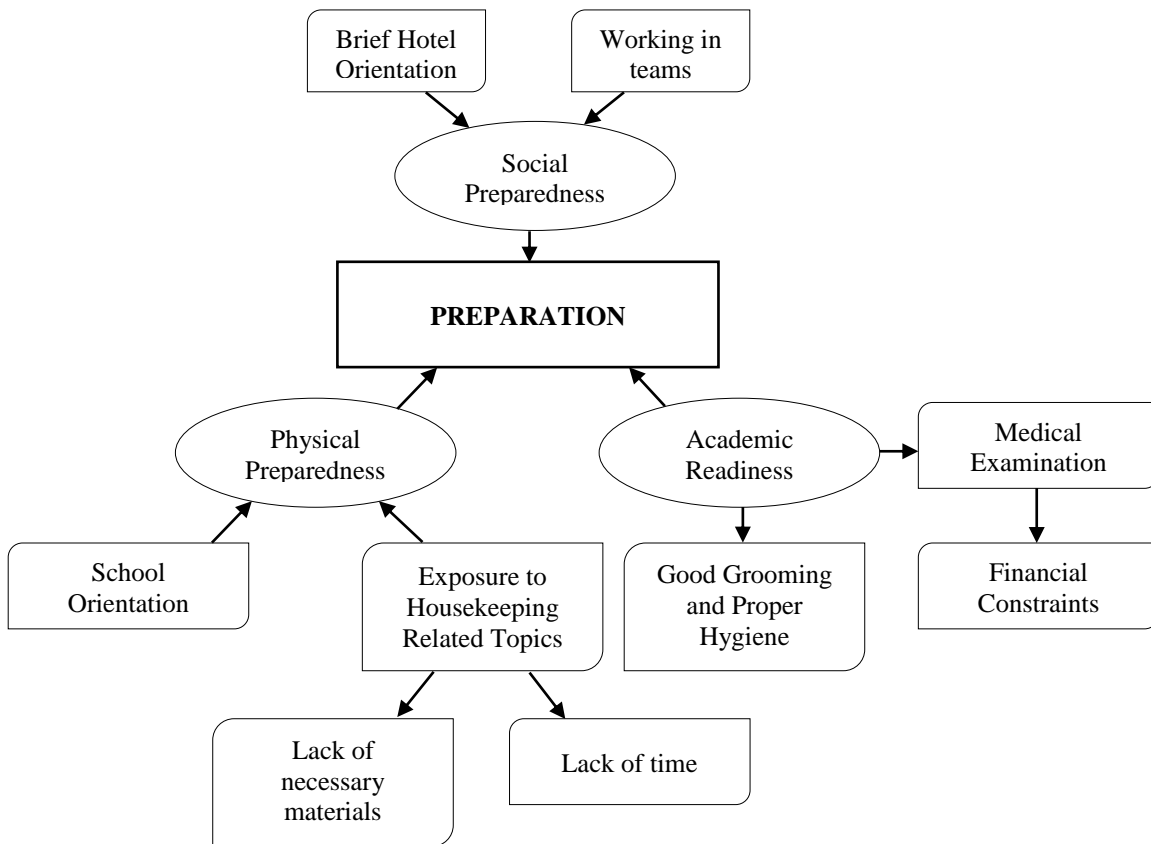 Brief Hotel
Orientation
Working in
teams
Social
Preparedness
PREPARATION
Physical
Preparedness
Academic
Readiness
Medical
Examination
School
Orientation
Exposure to
Housekeeping
Related Topics
Good Grooming
and Proper
Hygiene
Financial
Constraints
Lack of
necessary
materials
Lack of time